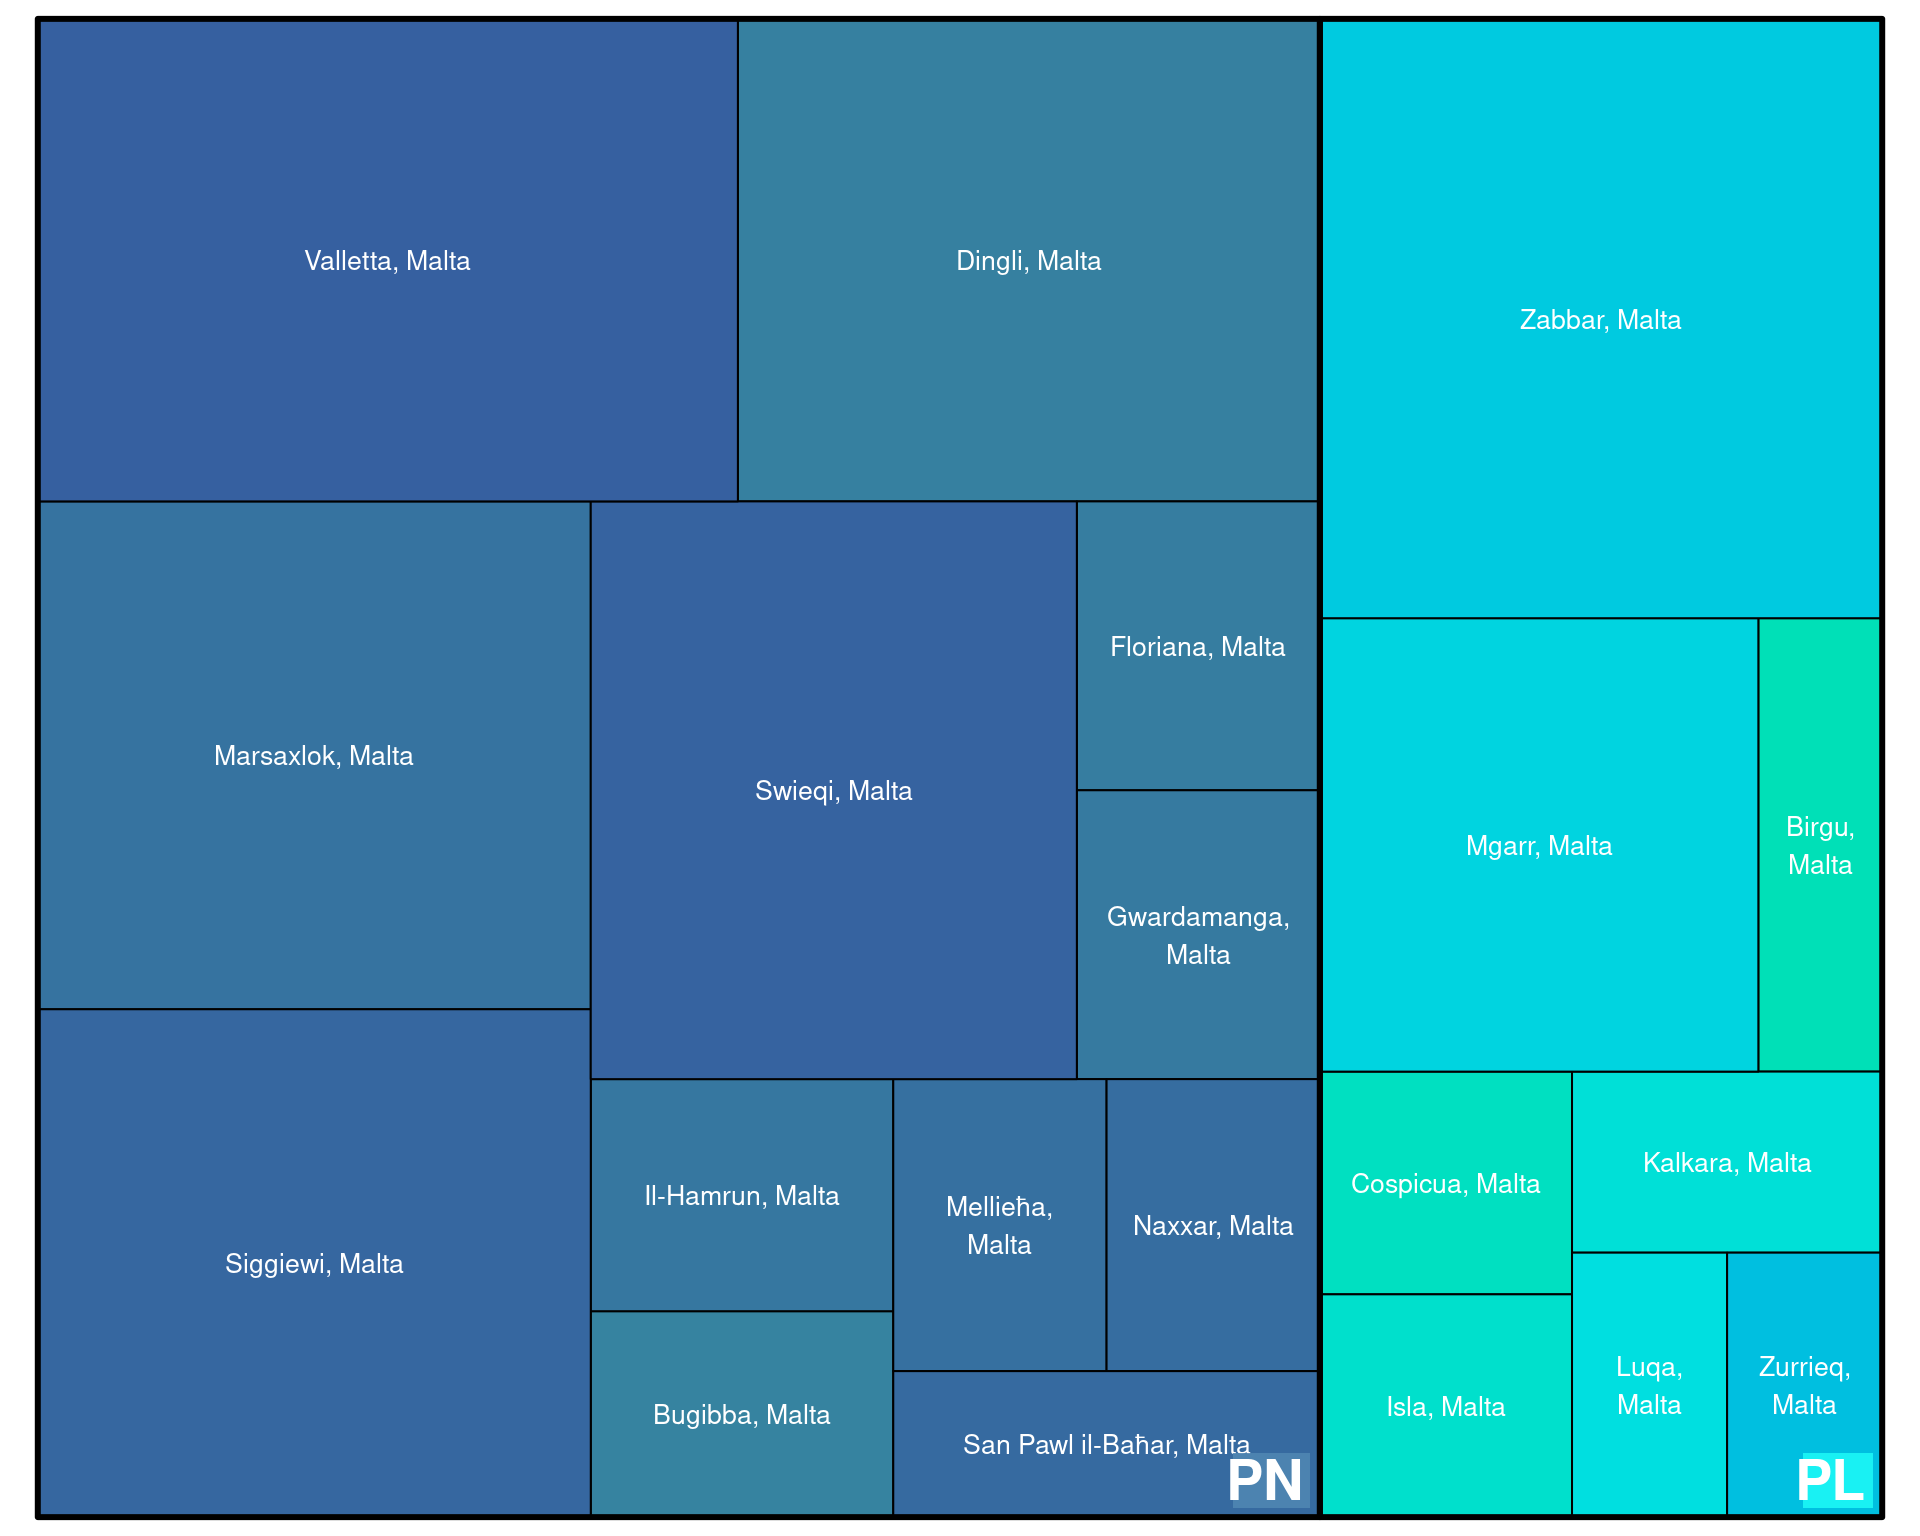 Valletta, Malta
Dingli, Malta
Zabbar, Malta
Floriana, Malta
Marsaxlok, Malta
Swieqi, Malta
Mgarr, Malta
Birgu,
Malta
Gwardamanga,
Malta
Siggiewi, Malta
Il-Hamrun, Malta
Mellieħa,
Malta
Naxxar, Malta
Cospicua, Malta
Kalkara, Malta
Bugibba, Malta
San Pawl il-Baħar, Malta
PN
Isla, Malta
Luqa,
Malta
Zurrieq,
Malta
PL